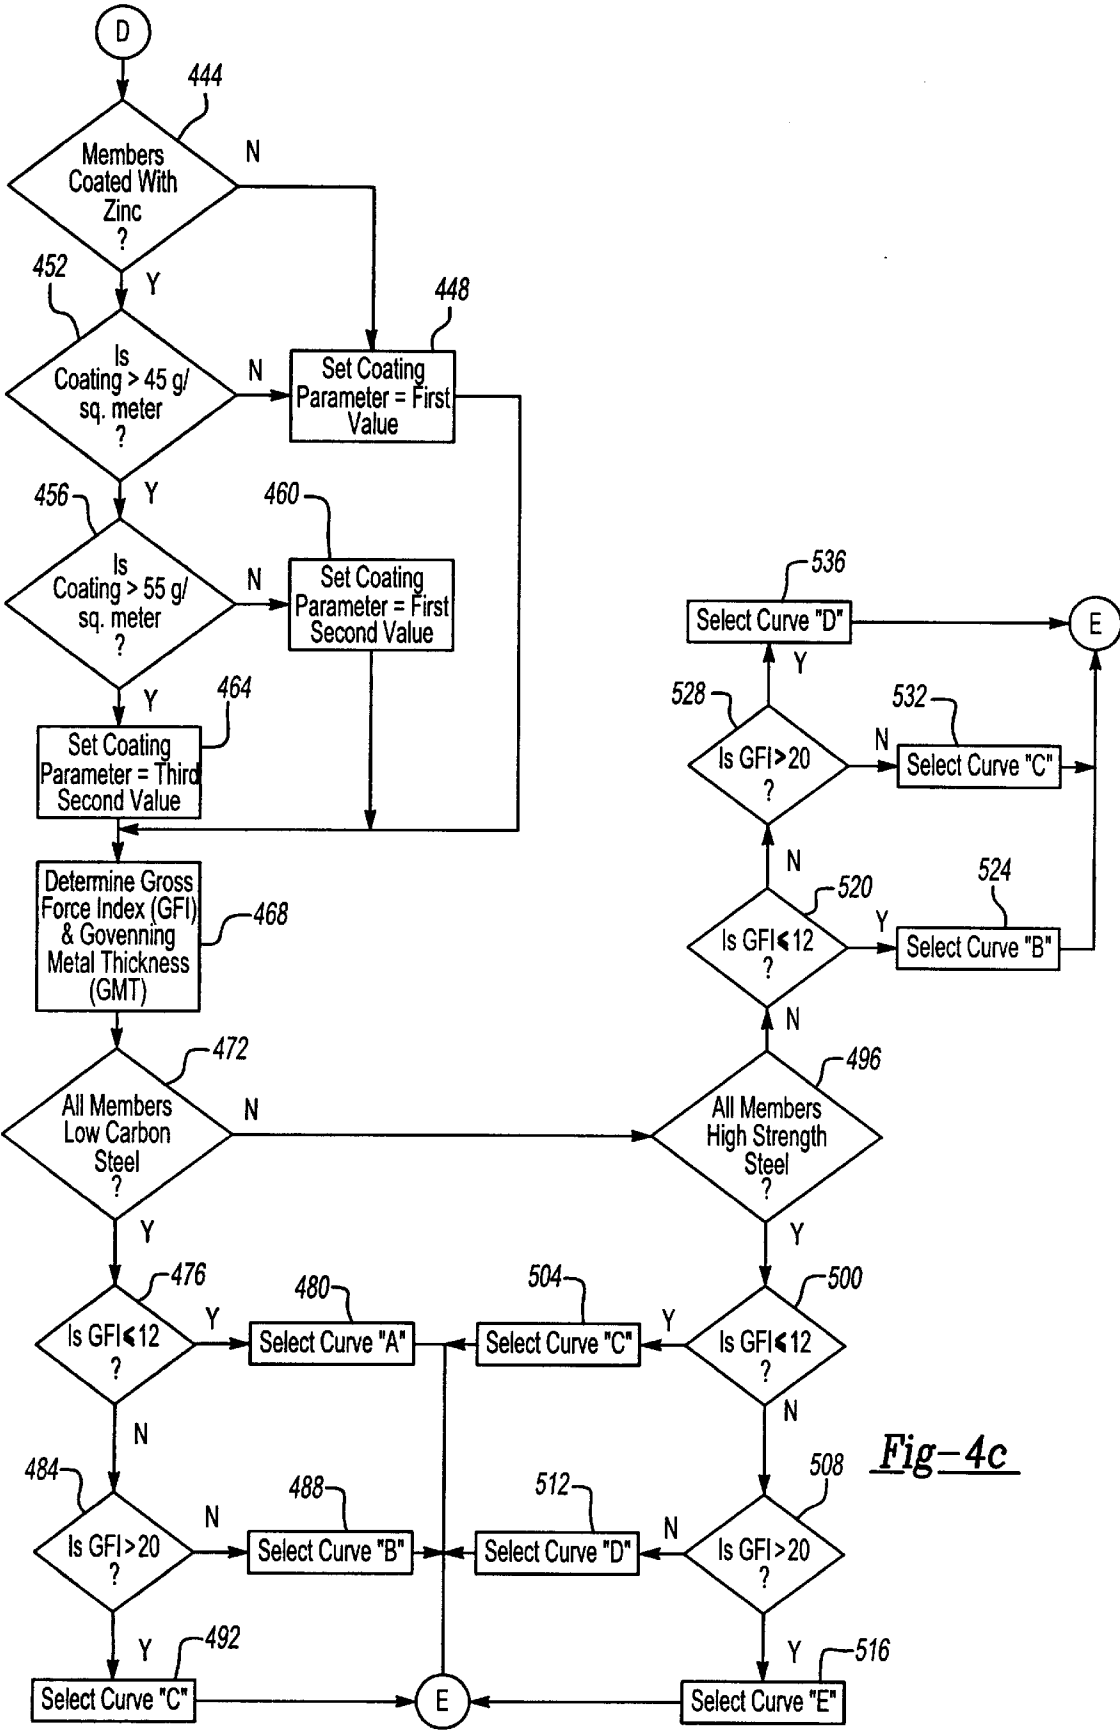 D
444
Members
Coated With
Zinc
?
N
Y
452
Is
Coating > 45 g/
sq. meter
?
N
Y
448
Set Coating
Parameter = First
Value
456
Is
Coating > 55 g/
sq. meter
?
N
Y
460
Set Coating
Parameter = First
Second Value
464
Set Coating
Parameter = Third
Second Value
Determine Gross
Force Index (GFI)
& Govenning
Metal Thickness
(GMT)
468
472
All Members
Low Carbon
Steel
?
N
Y
476
Is GFI⩽12
?
Y
N
480
Select Curve "A"
484
Is GFI>20
?
N
Y
488
Select Curve "B"
492
Select Curve "C"
E
536
Select Curve "D"
E
Y
528
Is GFI>20
?
N
532
Select Curve "C"
N
520
Is GFI⩽12
?
Y
524
Select Curve "B"
N
496
All Members
High Strength
Steel
?
Y
500
Is GFI⩽12
?
Y
504
Select Curve "C"
N
508
Is GFI>20
?
N
512
Select Curve "D"
Y
516
Select Curve "E"
Fig-4c